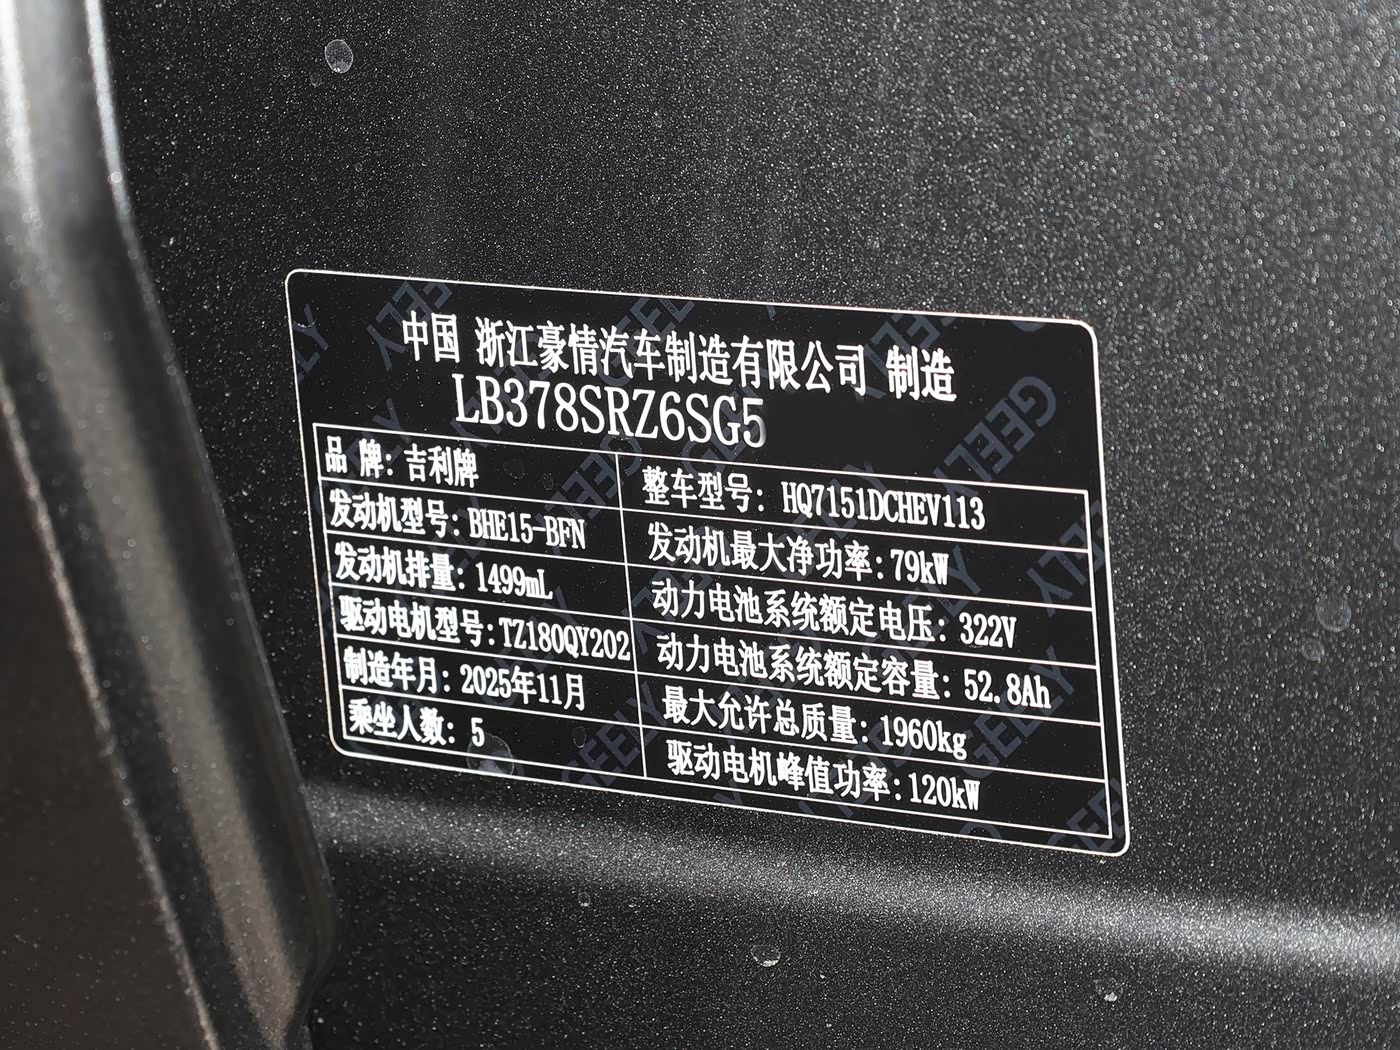 中国 浙江豪情汽车制造有限公司 制造
LB378SRZ6SG5
品 牌：吉利牌
整车型号：HQ7151DCHEV113
发动机型号：BHE15-BFN
发动机最大净功率：79kW
发动机排量：1499mL
动力电池系统额定电压：322V
驱动电机型号：TZ180QY202
动力电池系统额定容量：52.8Ah
制造年月：2025年11月
最大允许总质量：1960kg
乘坐人数：5
驱动电机峰值功率：120kW
GEELY